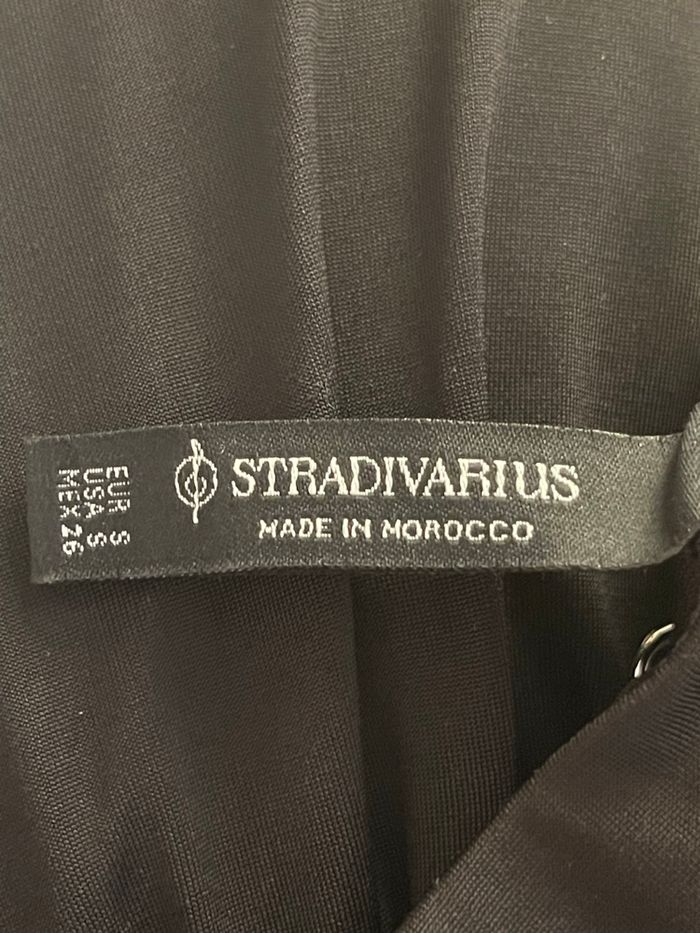 STRADIVARIUS
MADE IN MOROCCO
EUR S
USA S
MEX 26